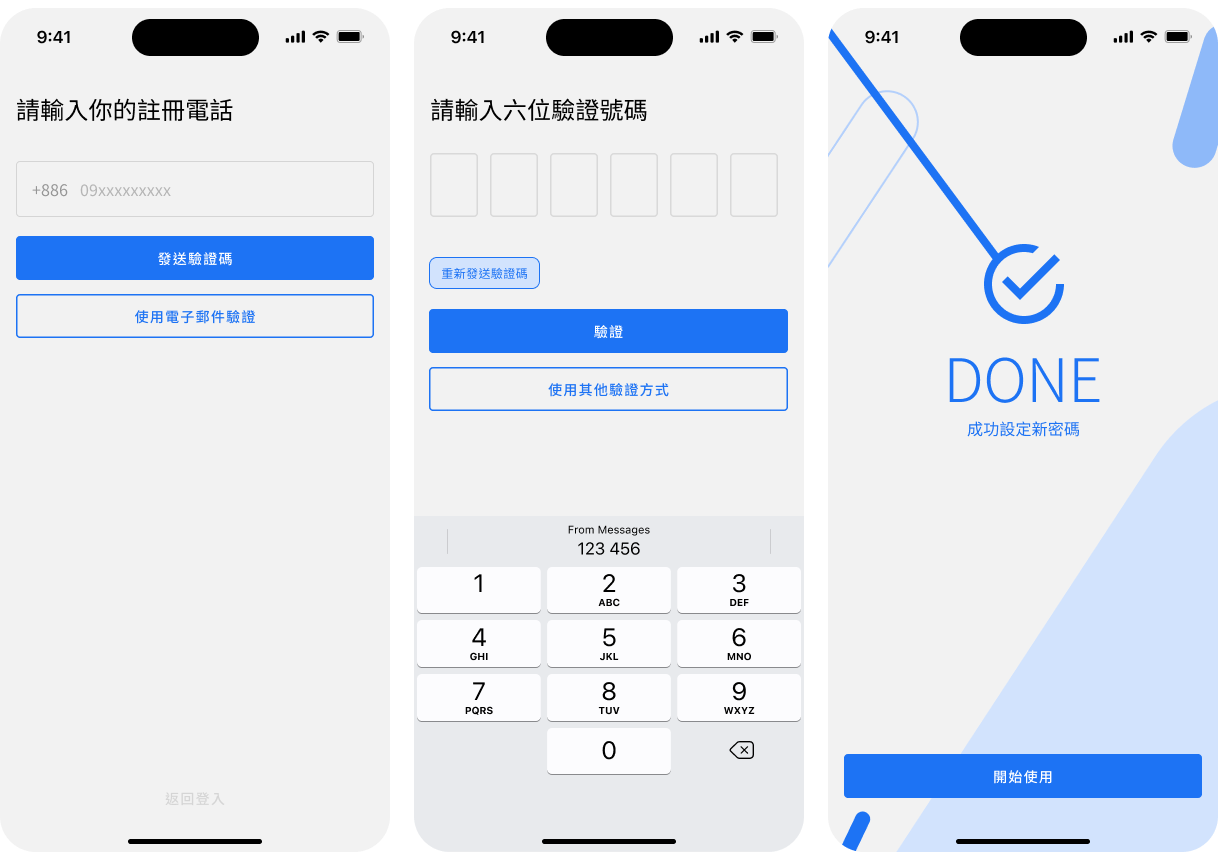 9:41
請輸入你的註冊電話
+886 09xxxxxxxxx
發送驗證碼
使用電子郵件驗證
返回登入
9:41
請輸入六位驗證號碼
重新發送驗證碼
驗證
使用其他驗證方式
From Messages
123 456
1 2 3
ABC DEF
4 5 6
GHI JKL MNO
7 8 9
PQRS TUV WXYZ
0
9:41
DONE
成功設定新密碼
開始使用